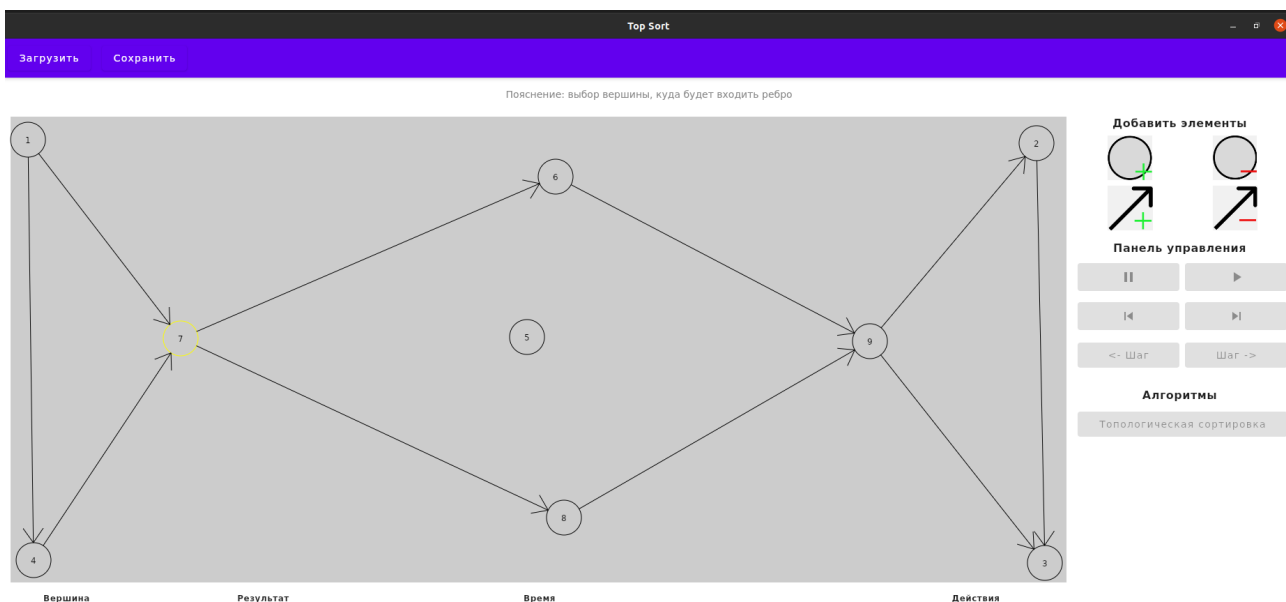 Top Sort
Загрузить Сохранить
Пояснение: выбор вершины, куда будет входить ребро
Добавить элементы
1
2
6
Панель управления
7
5
9
<- Шаг Шаг ->
Алгоритмы
Топологическая сортировка
8
4
3
Вершина Результат Время Действия